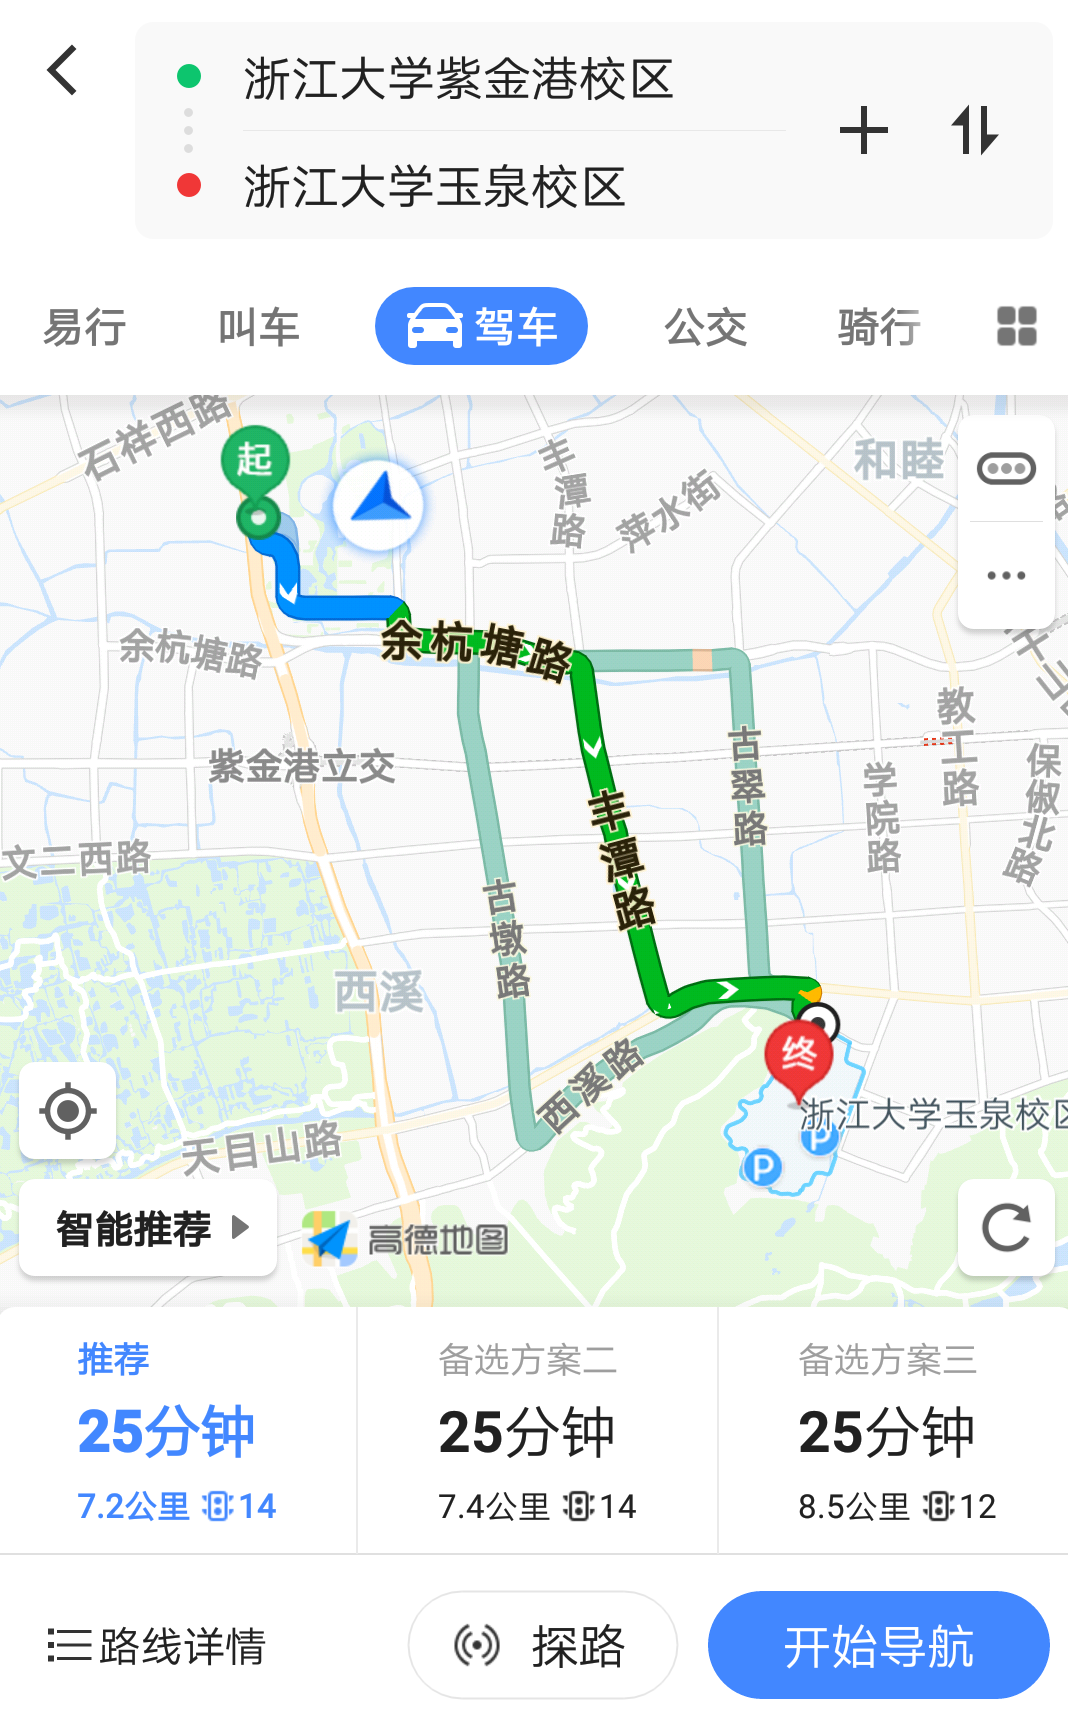 浙江大学紫金港校区
浙江大学玉泉校区
易行
叫车
驾车
公交
骑行
石祥西路
起
丰潭路
萍水街
和睦
余杭塘路
余杭塘路
紫金港立交
古翠路
教工路
学院路
保俶北路
文二西路
丰潭路
古墩路
西溪
西溪路
天目山路
终
浙江大学玉泉校区
P
P
智能推荐
高德地图
推荐
备选方案二
备选方案三
25分钟
25分钟
25分钟
7.2公里 14
7.4公里 14
8.5公里 12
路线详情
探路
开始导航